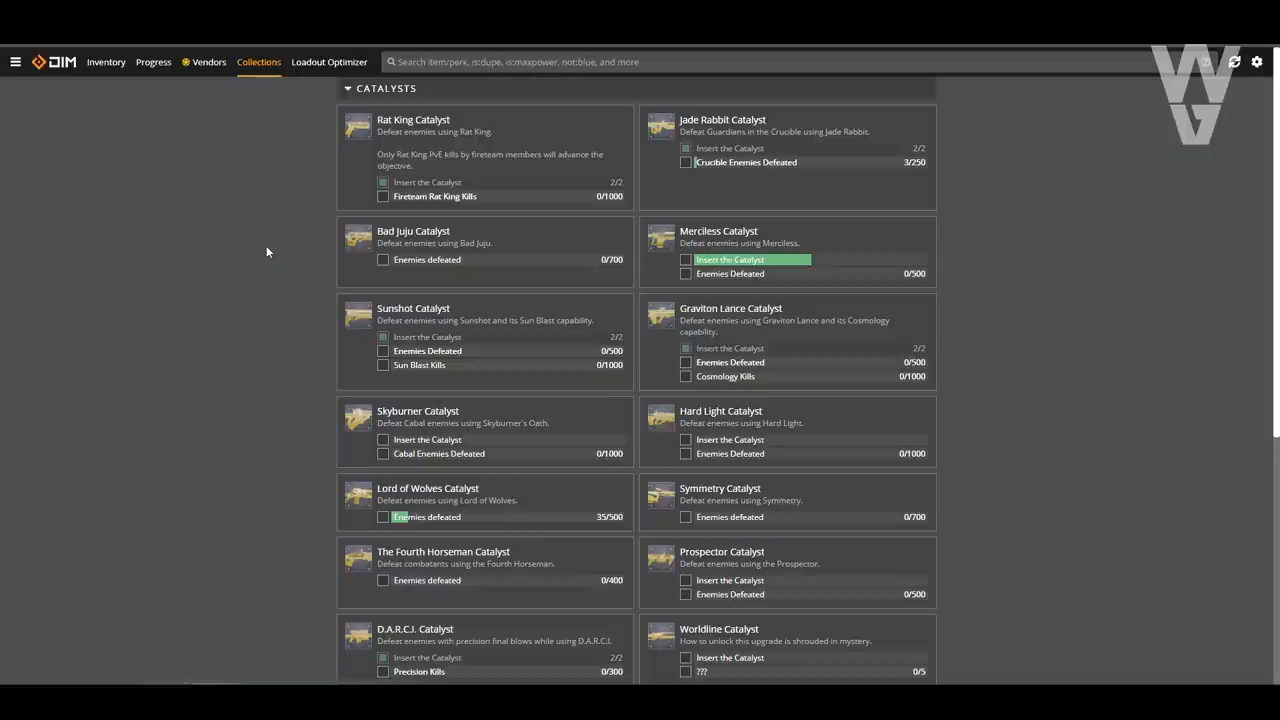 DIM Inventory Progress Vendors Collections Loadout Optimizer Search item/perk, is:dupe, is:maxpower, not:blue, and more
WG
CATALYSTS
Rat King Catalyst
Defeat enemies using Rat King.
Only Rat King PvE kills by fireteam members will advance the
objective.
Insert the Catalyst 2/2
Fireteam Rat King Kills 0/1000
Jade Rabbit Catalyst
Defeat Guardians in the Crucible using Jade Rabbit.
Insert the Catalyst 2/2
Crucible Enemies Defeated 3/250
Bad Juju Catalyst
Defeat enemies using Bad Juju.
Enemies defeated 0/700
Merciless Catalyst
Defeat enemies using Merciless.
Insert the Catalyst
Enemies Defeated 0/500
Sunshot Catalyst
Defeat enemies using Sunshot and its Sun Blast capability.
Insert the Catalyst 2/2
Enemies Defeated 0/500
Sun Blast Kills 0/1000
Graviton Lance Catalyst
Defeat enemies using Graviton Lance and its Cosmology
capability.
Insert the Catalyst 2/2
Enemies Defeated 0/500
Cosmology Kills 0/1000
Skyburner Catalyst
Defeat Cabal enemies using Skyburner's Oath.
Insert the Catalyst
Cabal Enemies Defeated 0/1000
Hard Light Catalyst
Defeat enemies using Hard Light.
Insert the Catalyst
Enemies Defeated 0/1000
Lord of Wolves Catalyst
Defeat enemies using Lord of Wolves.
Enemies defeated 35/500
Symmetry Catalyst
Defeat enemies using Symmetry.
Enemies defeated 0/700
The Fourth Horseman Catalyst
Defeat combatants using the Fourth Horseman.
Enemies defeated 0/400
Prospector Catalyst
Defeat enemies using the Prospector.
Insert the Catalyst
Enemies Defeated 0/500
D.A.R.C.I. Catalyst
Defeat enemies with precision final blows while using D.A.R.C.I.
Insert the Catalyst 2/2
Precision Kills 0/300
Worldline Catalyst
How to unlock this upgrade is shrouded in mystery.
Insert the Catalyst
??? 0/5